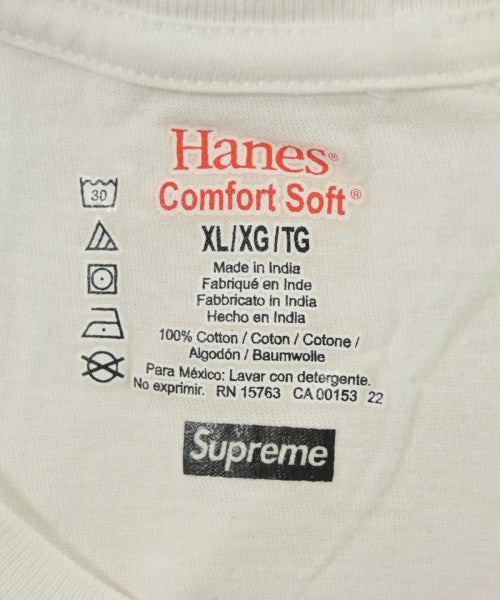 Hanes®
Comfort Soft®
30
XL/XG/TG
Made in India
Fabriqué en Inde
Fabbricato in India
Hecho en India
100% Cotton / Coton / Cotone /
Algodón / Baumwolle
Para México: Lavar con detergente.
No exprimir. RN 15763 CA 00153 22
Supreme